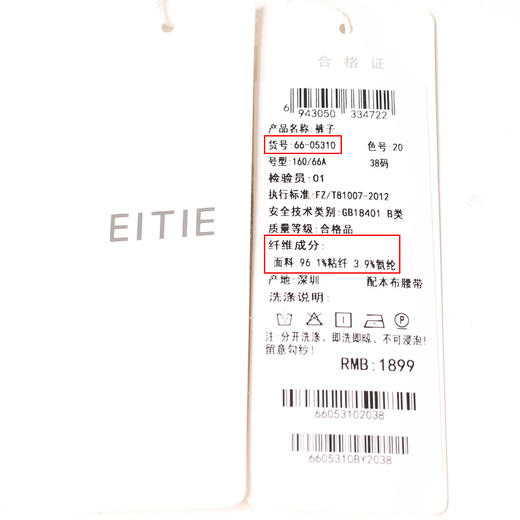 EITIE
合格证
6 943050 334722
产品名称:裤子
货号:66-05310 色号:20
号型:160/66A 38码
检验员:01
执行标准:FZ/T81007-2012
安全技术类别:GB18401 B类
质量等级:合格品
纤维成分:
面料 96 1%粘纤 3.9%氨纶
产地:深圳 配本布腰带
洗涤说明:
P
注:分开洗涤、即洗即晾、不可浸泡!
留意勾纱!
RMB:1899
66053102038
6605310BY2038